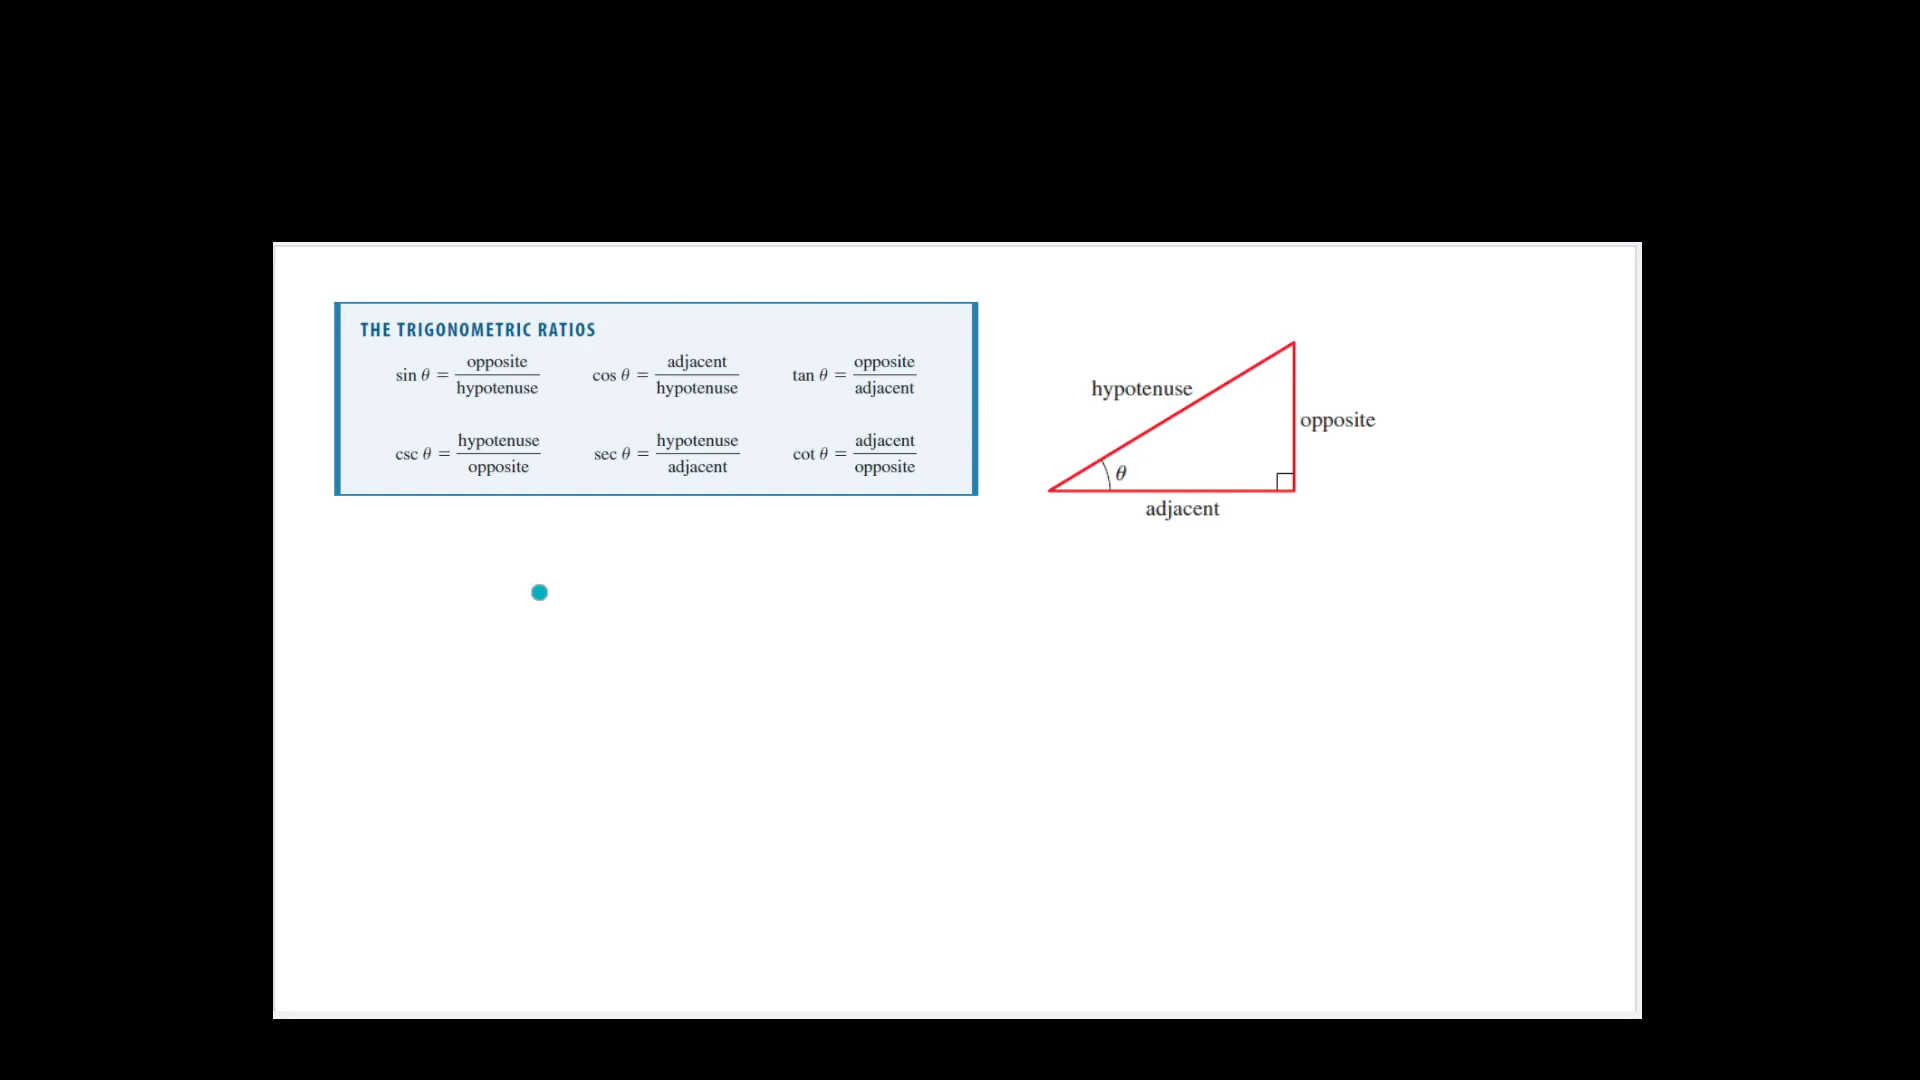 THE TRIGONOMETRIC RATIOS
sin θ = opposite / hypotenuse cos θ = adjacent / hypotenuse tan θ = opposite / adjacent
csc θ = hypotenuse / opposite sec θ = hypotenuse / adjacent cot θ = adjacent / opposite
hypotenuse
opposite
θ
adjacent